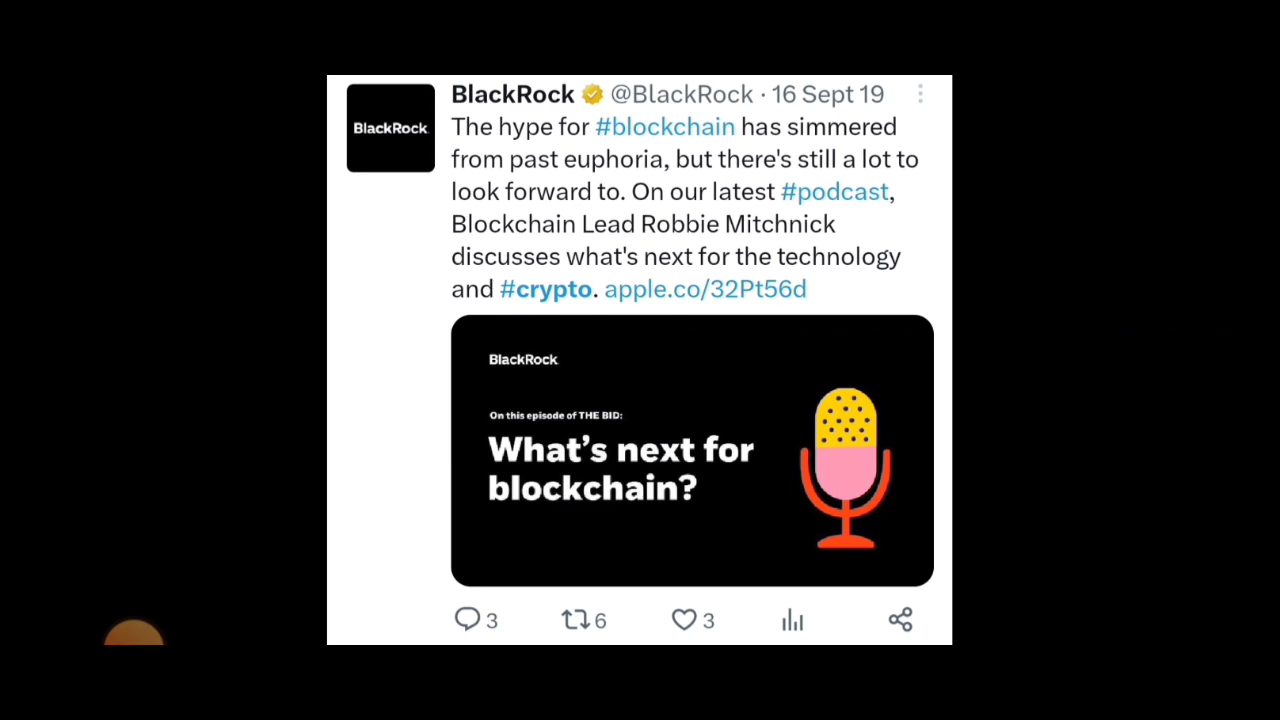 BlackRock
BlackRock @BlackRock · 16 Sept 19
The hype for #blockchain has simmered
from past euphoria, but there's still a lot to
look forward to. On our latest #podcast,
Blockchain Lead Robbie Mitchnick
discusses what's next for the technology
and #crypto. apple.co/32Pt56d
BlackRock
On this episode of THE BID:
What's next for
blockchain?
3 6 3